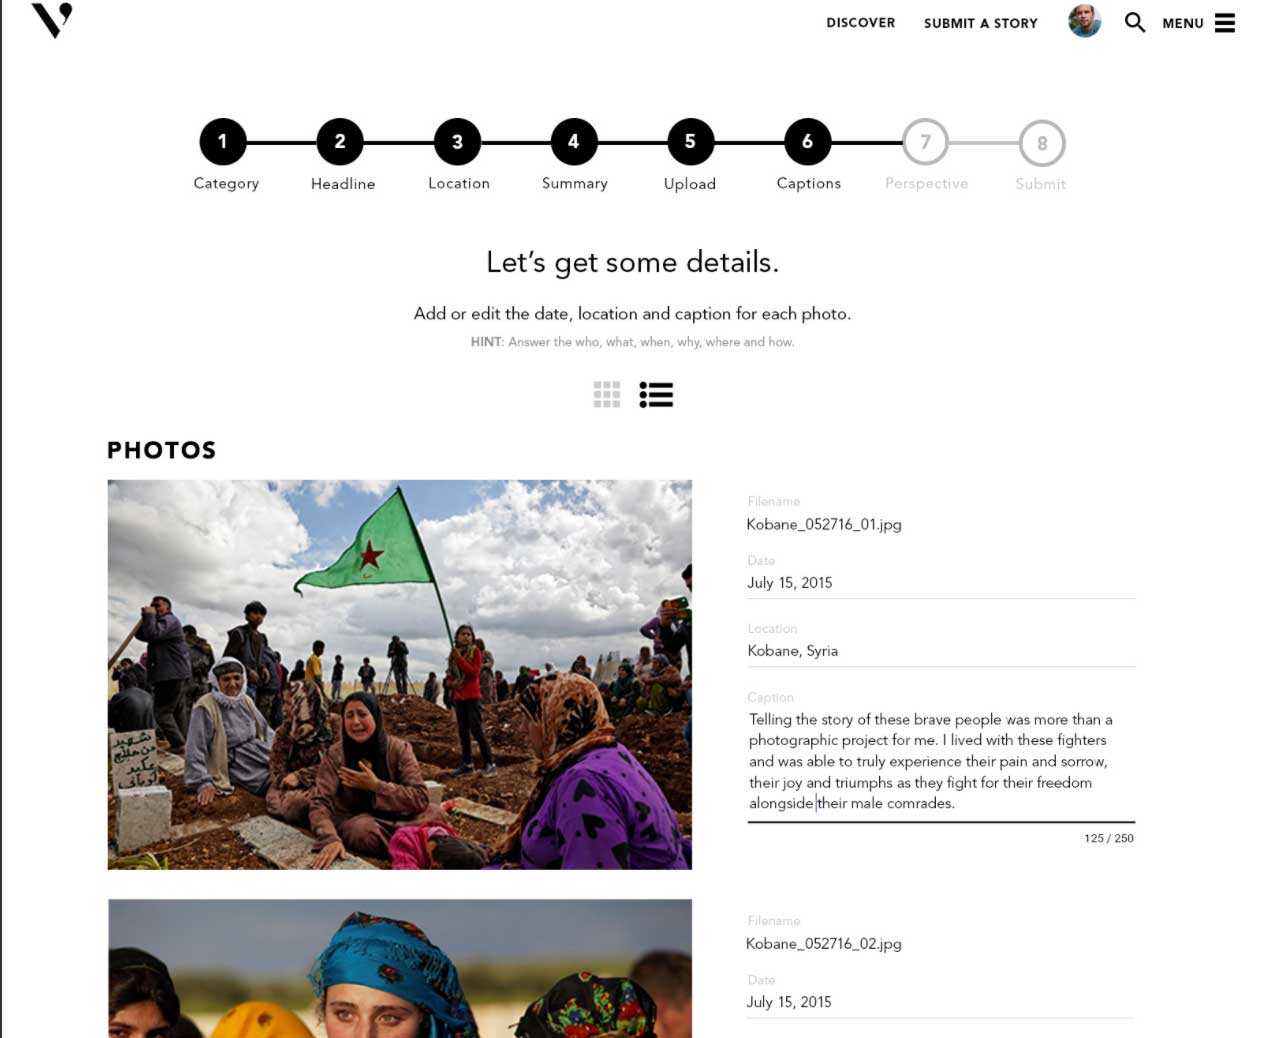 DISCOVER SUBMIT A STORY MENU
1 2 3 4 5 6 7 8
Category Headline Location Summary Upload Captions Perspective Submit
Let’s get some details.
Add or edit the date, location and caption for each photo.
HINT: Answer the who, what, when, why, where and how.
PHOTOS
Filename
Kobane_052716_01.jpg
Date
July 15, 2015
Location
Kobane, Syria
Caption
Telling the story of these brave people was more than a
photographic project for me. I lived with these fighters
and was able to truly experience their pain and sorrow,
their joy and triumphs as they fight for their freedom
alongside their male comrades.
125 / 250
شهيد
Filename
Kobane_052716_02.jpg
Date
July 15, 2015